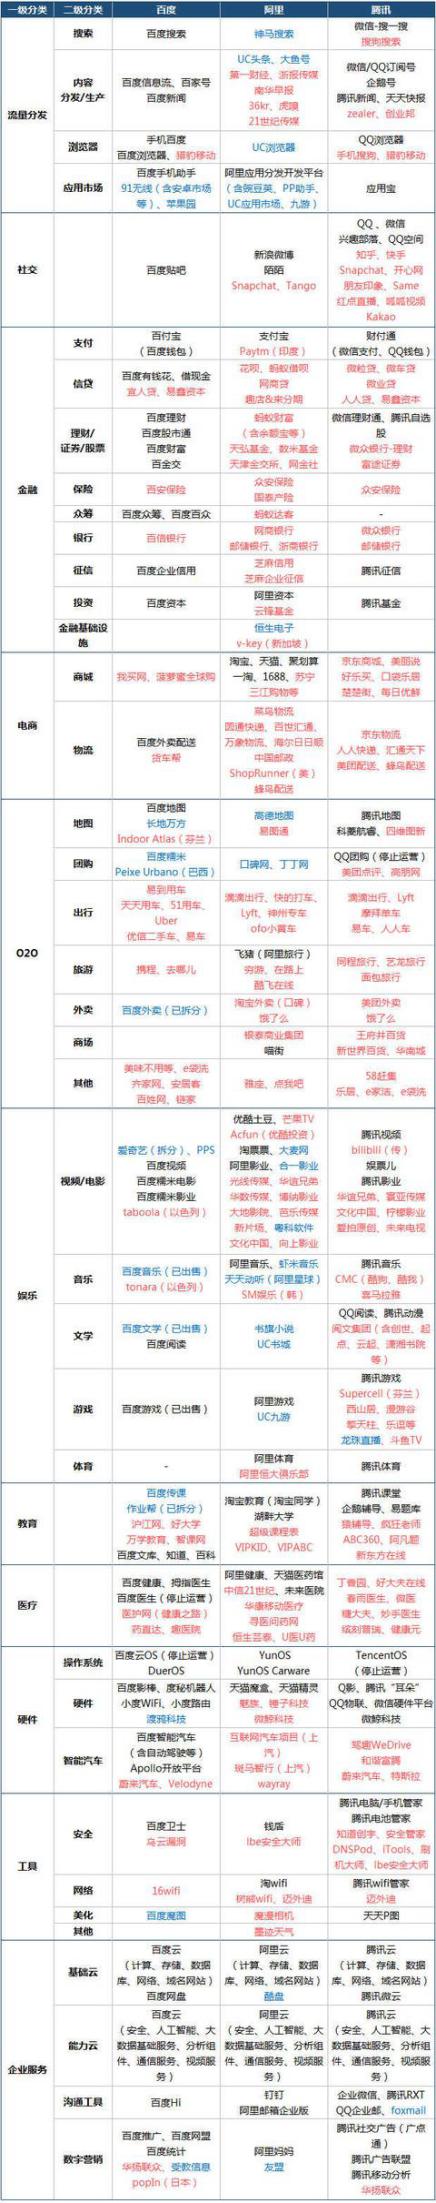 一级分类 二级分类 百度 阿里 腾讯
流量分发
搜索
百度搜索
神马搜索
微信-搜一搜
搜狗搜索
内容
分发/生产
百度信息流、百家号
百度新闻
UC头条、大鱼号
第一财经、浙报传媒
南华早报
36kr、虎嗅
21世纪传媒
微信/QQ订阅号
企鹅号
腾讯新闻、天天快报
zealer、创业邦
浏览器
手机百度
百度浏览器、猎豹移动
UC浏览器
QQ浏览器
手机搜狗、猎豹移动
应用市场
百度手机助手
91无线（含安卓市场
等）、苹果园
阿里应用分发开放平台
（含豌豆荚、PP助手、
UC应用市场、九游）
应用宝
社交
百度贴吧
新浪微博
陌陌
Snapchat、Tango
QQ 、微信
兴趣部落、QQ空间
知乎、快手
Snapchat、开心网
朋友印象、Same
红点直播、呱呱视频
Kakao
金融
支付
百付宝
（百度钱包）
支付宝
Paytm（印度）
财付通
（微信支付、QQ钱包）
信贷
百度有钱花、借现金
宜人贷、易鑫资本
花呗、蚂蚁借呗
网商贷
趣店&来分期
微粒贷、微车贷
微业贷
人人贷、易鑫资本
理财/
证券/股票
百度理财
百度股市通
百度财富
百金交
蚂蚁财富
（含余额宝等）
天弘基金、数米基金
天津金交所、网金社
微信理财通、腾讯自选
股
微众银行-理财
富途证券
保险
百安保险
众安保险
国泰产险
众安保险
众筹
百度众筹、百度百众
蚂蚁达客
-
银行
百信银行
网商银行
邮储银行、浙商银行
微众银行
邮储银行
征信
百度企业信用
芝麻信用
芝麻企业征信
腾讯征信
投资
百度资本
阿里资本
云锋基金
腾讯基金
金融基础设
施
恒生电子
v-key（新加坡）
电商
商城
我买网、菠萝蜜全球购
淘宝、天猫、聚划算
一淘、1688、苏宁
三江购物等
京东商城、美丽说
好乐买、口袋乐居
楚楚街、每日优鲜
物流
百度外卖配送
货车帮
菜鸟物流
圆通快递、百世汇通、
万象物流、海尔日日顺
中国邮政
ShopRunner（美）
蜂鸟配送
京东物流
人人快递、汇通天下
美团配送、蜂鸟配送
O2O
地图
百度地图
长地万方
Indoor Atlas（芬兰）
高德地图
易图通
腾讯地图
科菱航睿、四维图新
团购
百度糯米
Peixe Urbano（巴西）
口碑网、丁丁网
QQ团购（停止运营）
美团点评、高朋网
出行
易到用车
天天用车、51用车、
Uber
优信二手车、易车
滴滴出行、快的打车、
Lyft、神州专车
ofo小黄车
滴滴出行、Lyft
摩拜单车
易车、人人车
旅游
携程、去哪儿
飞猪（阿里旅行）
穷游、在路上
酷飞在线
同程旅行、艺龙旅行
面包旅行
外卖
百度外卖（已拆分）
淘宝外卖（口碑）
饿了么
美团外卖
饿了么
商场
银泰商业集团
喵街
王府井百货
新世界百货、华南城
其他
美味不用等、e袋洗
齐家网、安居客
百姓网、链家
雅座、点我吧
58赶集
乐居、e家洁、e袋洗
娱乐
视频/电影
爱奇艺（拆分）、PPS
百度视频
百度糯米电影
百度糯米影业
taboola（以色列）
优酷土豆、芒果TV
Acfun（优酷投资）
淘票票、大麦网
阿里影业、合一影业
光线传媒、华谊兄弟
华数传媒、博纳影业
大地影院、芭乐传媒
新片场、粤科软件
文化中国、向上影业
腾讯视频
bilibili（传）
娱票儿
腾讯影业
华谊兄弟、寰亚传媒
文化中国、柠檬影业
爱拍原创、未来电视
音乐
百度音乐（已出售）
tonara（以色列）
阿里音乐、虾米音乐
天天动听（阿里星球）
SM娱乐（韩）
腾讯音乐
CMC（酷狗、酷我）
喜马拉雅
文学
百度文学（已出售）
百度阅读
书旗小说
UC书城
QQ阅读、腾讯动漫
阅文集团（含创世、起
点、云起、潇湘书院
等）
游戏
百度游戏（已出售）
阿里游戏
UC九游
腾讯游戏
Supercell（芬兰）
西山居、漫游谷
擎天柱、乐逗等
龙珠直播、斗鱼TV
体育
-
阿里体育
阿里恒大俱乐部
腾讯体育
教育
百度传课
作业帮（已拆分）
沪江网、好大学
万学教育、智课网
百度文库、知道、百科
淘宝教育（淘宝同学）
湖畔大学
超级课程表
VIPKID、VIPABC
腾讯课堂
企鹅辅导、易题库
猿辅导、疯狂老师
ABC360、阿凡题
新东方在线
医疗
百度健康、拇指医生
百度医生（停止运营）
医护网（健康之路）
药直达、趣医院
阿里健康、天猫医药馆
中信21世纪、未来医院
华康移动医疗
寻医问药网
恒生芸泰、U医U药
丁香园、好大夫在线
春雨医生、微医
糖大夫、妙手医生
缤刻普瑞、健康元
硬件
操作系统
百度云OS（停止运营）
DuerOS
YunOS
YunOS Carware
TencentOS
（停止运营）
硬件
百度影棒、度秘机器人
小度WiFi、小度路由
渡鸦科技
天猫魔盒、天猫精灵
魅族、锤子科技
微鲸科技
Q影、腾讯“耳朵”
QQ物联、微信硬件平台
微鲸科技
智能汽车
百度智能汽车
（含自动驾驶等）
Apollo开放平台
蔚来汽车、Velodyne
互联网汽车项目（上
汽）
斑马智行（上汽）
wayray
驾趣WeDrive
和谐富腾
蔚来汽车、特斯拉
工具
安全
百度卫士
乌云漏洞
钱盾
lbe安全大师
腾讯电脑/手机管家
腾讯电池管家
知道创宇、安全管家
DNSPod、iTools、刷
机大师、lbe安全大师
网络
16wifi
淘wifi
树熊wifi、迈外迪
腾讯wifi管家
迈外迪
美化
百度魔图
魔漫相机
天天P图
其他
墨迹天气
企业服务
基础云
百度云
（计算、存储、数据
库、网络、域名网站）
百度网盘
阿里云
（计算、存储、数据
库、网络、域名网站）
酷盘
腾讯云
（计算、存储、数据
库、网络、域名网站）
腾讯微云
能力云
百度云
（安全、人工智能、大
数据基础服务、分析组
件、通信服务、视频服
务）
阿里云
（安全、人工智能、大
数据基础服务、分析组
件、通信服务、视频服
务）
腾讯云
（安全、人工智能、大
数据基础服务、分析组
件、通信服务、视频服
务）
沟通工具
百度Hi
钉钉
阿里邮箱企业版
企业微信、腾讯RXT
QQ企业邮、foxmail
数字营销
百度推广、百度网盟
百度统计
华扬联众、受教信息
popIn（日本）
阿里妈妈
友盟
腾讯社交广告（广点
通）
腾讯广告联盟
腾讯移动分析
华扬联众